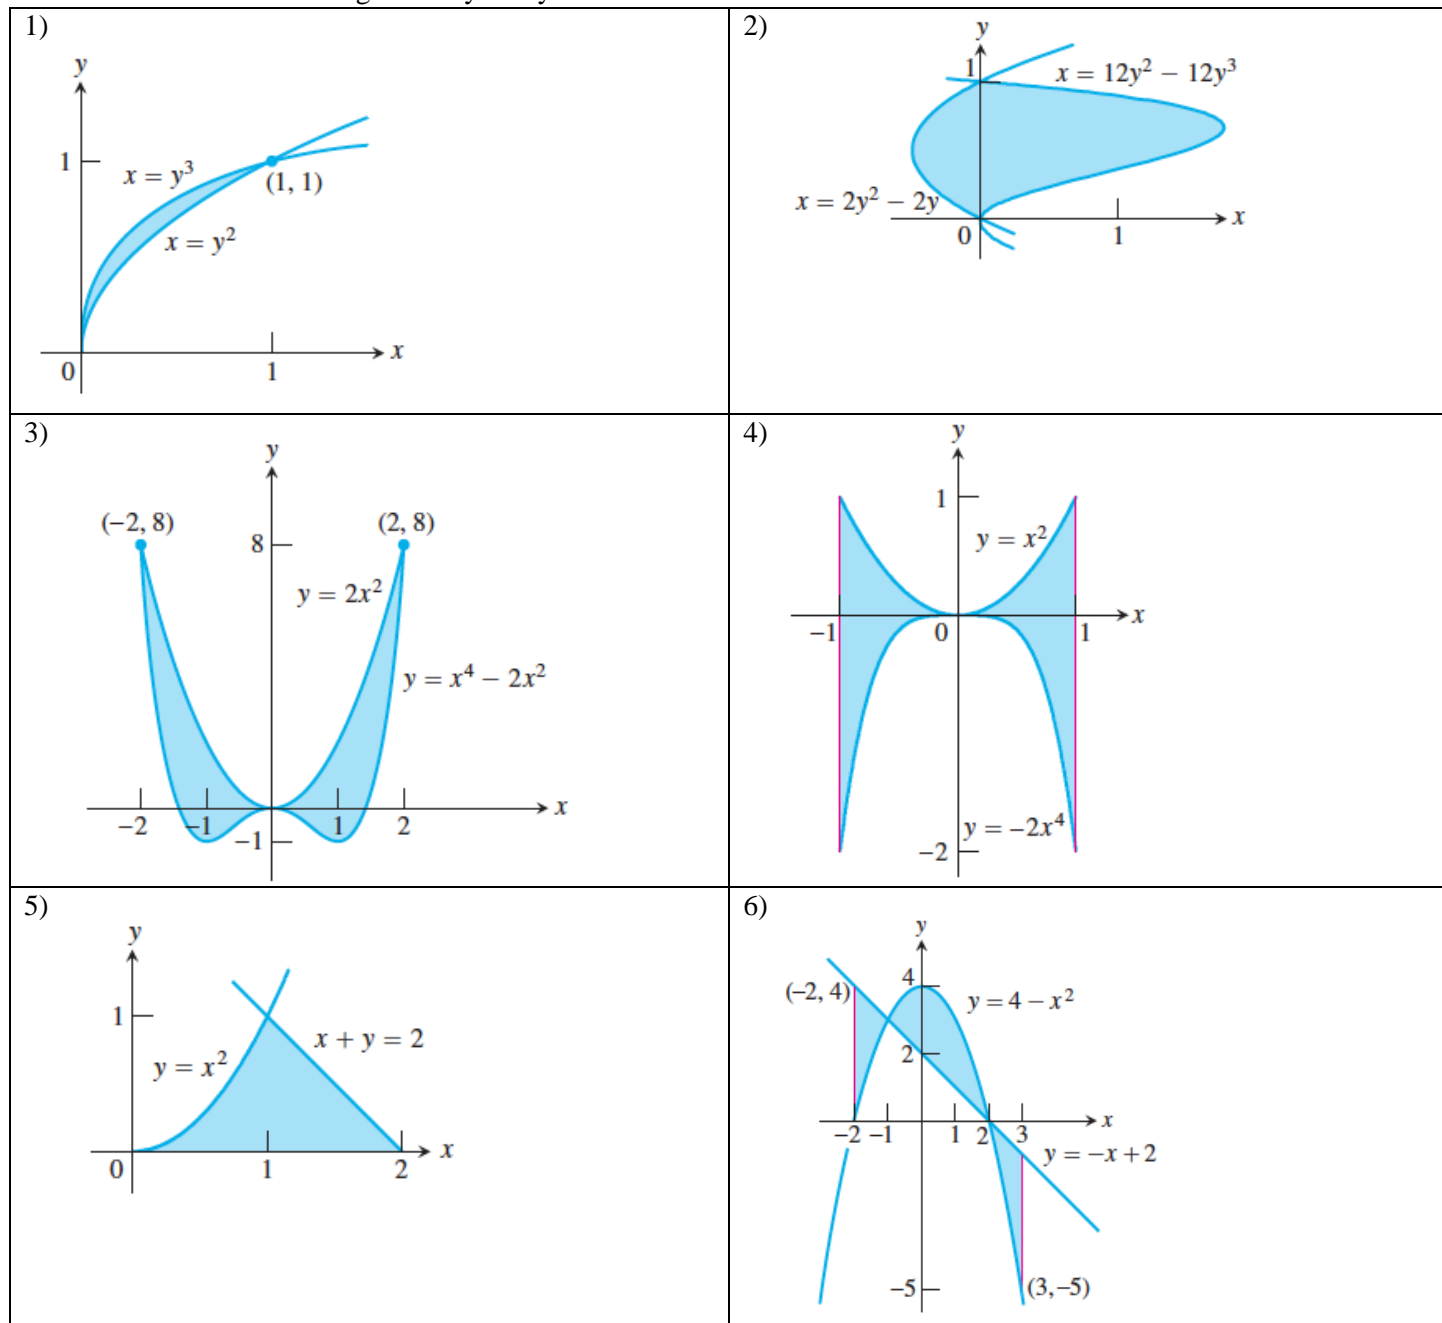 1)
y
1
x = y³
(1, 1)
x = y²
x
0
1
2)
y
1
x = 12y² − 12y³
x = 2y² − 2y
x
0
1
3)
y
(−2, 8)
(2, 8)
8
y = 2x²
y = x⁴ − 2x²
x
−2
−1
1
2
−1
4)
y
1
y = x²
x
−1
0
1
y = −2x⁴
−2
5)
y
1
x + y = 2
y = x²
x
0
1
2
6)
y
4
(−2, 4)
y = 4 − x²
2
x
−2 −1
1 2 3
y = −x + 2
−5
(3, −5)